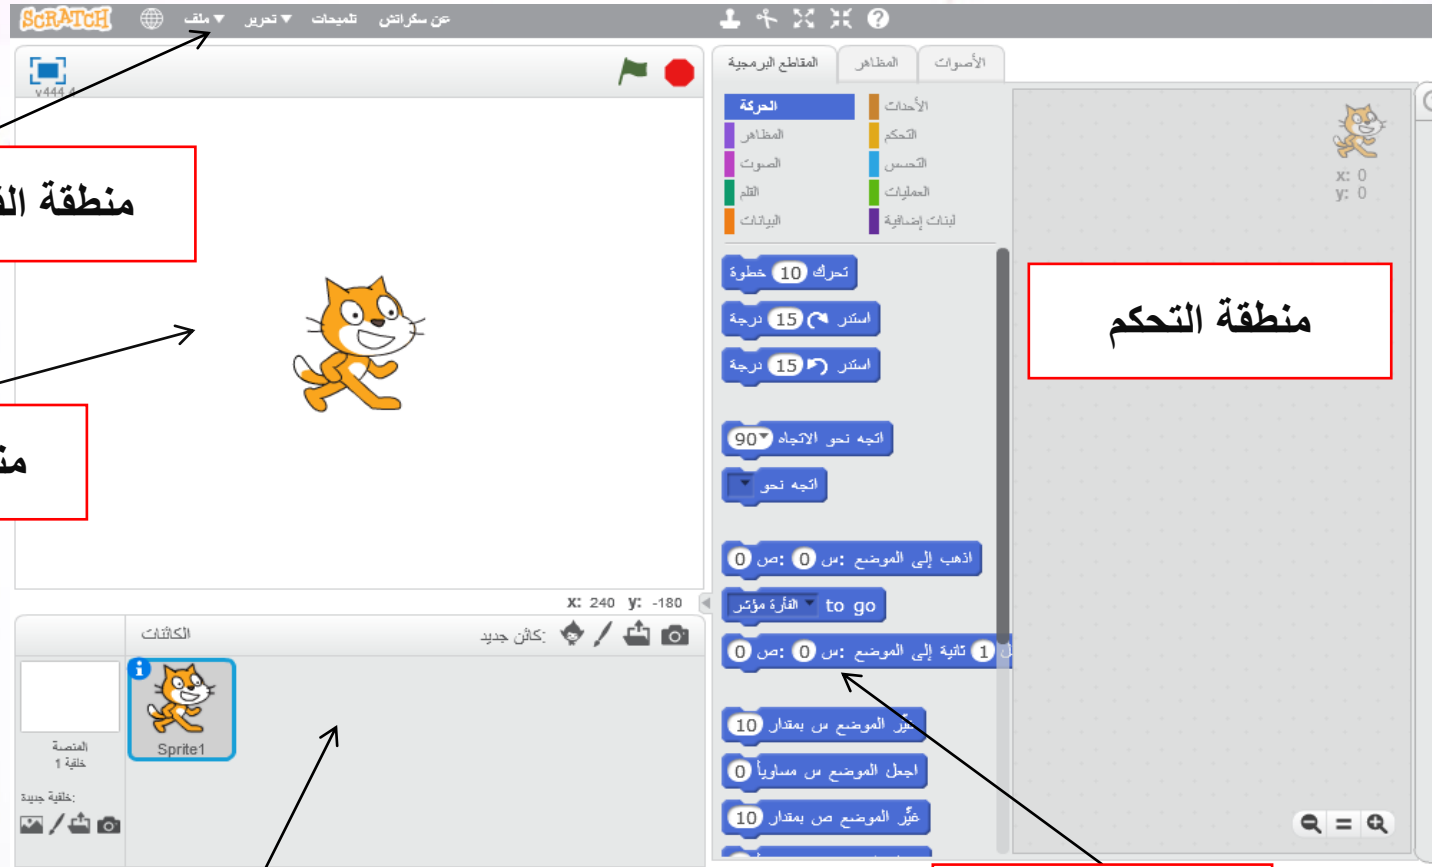 SCRATCH ملف ▼ تحرير ▼ تلميحات عن سكراتش
v444.4
منطقة
منطقة التحكم
X: 240 y: -180
الكائنات
كائن جديد:
Sprite1
المنصة
خلفية 1
خلفية جديدة:
المقاطع البرمجية المظاهر الأصوات
الحركة
المظاهر
الصوت
القلم
البيانات
الأحداث
التحكم
التحسس
العمليات
لبنات إضافية
تحرك 10 خطوة
استدر 15 درجة
استدر 15 درجة
اتجه نحو الاتجاه 90
اتجه نحو
اذهب إلى الموضع س: 0 ص: 0
الفأرة مؤشر to go
1 ثانية إلى الموضع س: 0 ص: 0
غيِّر الموضع س بمقدار 10
اجعل الموضع س مساوياً 0
غيِّر الموضع ص بمقدار 10
x: 0
y: 0